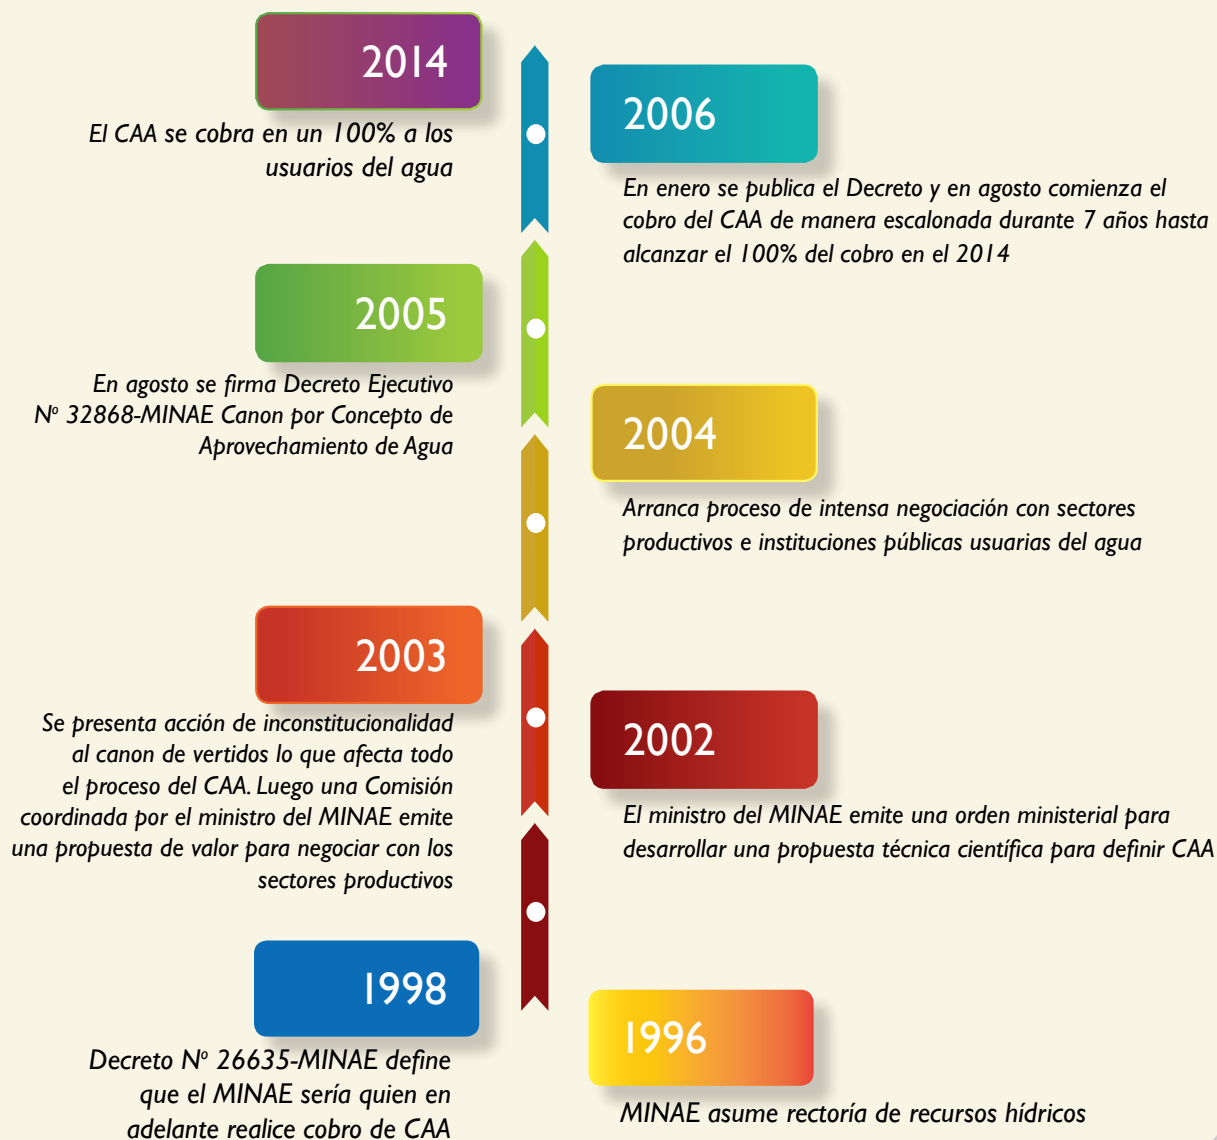 2014
El CAA se cobra en un 100% a los
usuarios del agua
2006
En enero se publica el Decreto y en agosto comienza el
cobro del CAA de manera escalonada durante 7 años hasta
alcanzar el 100% del cobro en el 2014
2005
En agosto se firma Decreto Ejecutivo
Nº 32868-MINAE Canon por Concepto de
Aprovechamiento de Agua
2004
Arranca proceso de intensa negociación con sectores
productivos e instituciones públicas usuarias del agua
2003
Se presenta acción de inconstitucionalidad
al canon de vertidos lo que afecta todo
el proceso del CAA. Luego una Comisión
coordinada por el ministro del MINAE emite
una propuesta de valor para negociar con los
sectores productivos
2002
El ministro del MINAE emite una orden ministerial para
desarrollar una propuesta técnica científica para definir CAA
1998
Decreto Nº 26635-MINAE define
que el MINAE sería quien en
adelante realice cobro de CAA
1996
MINAE asume rectoría de recursos hídricos